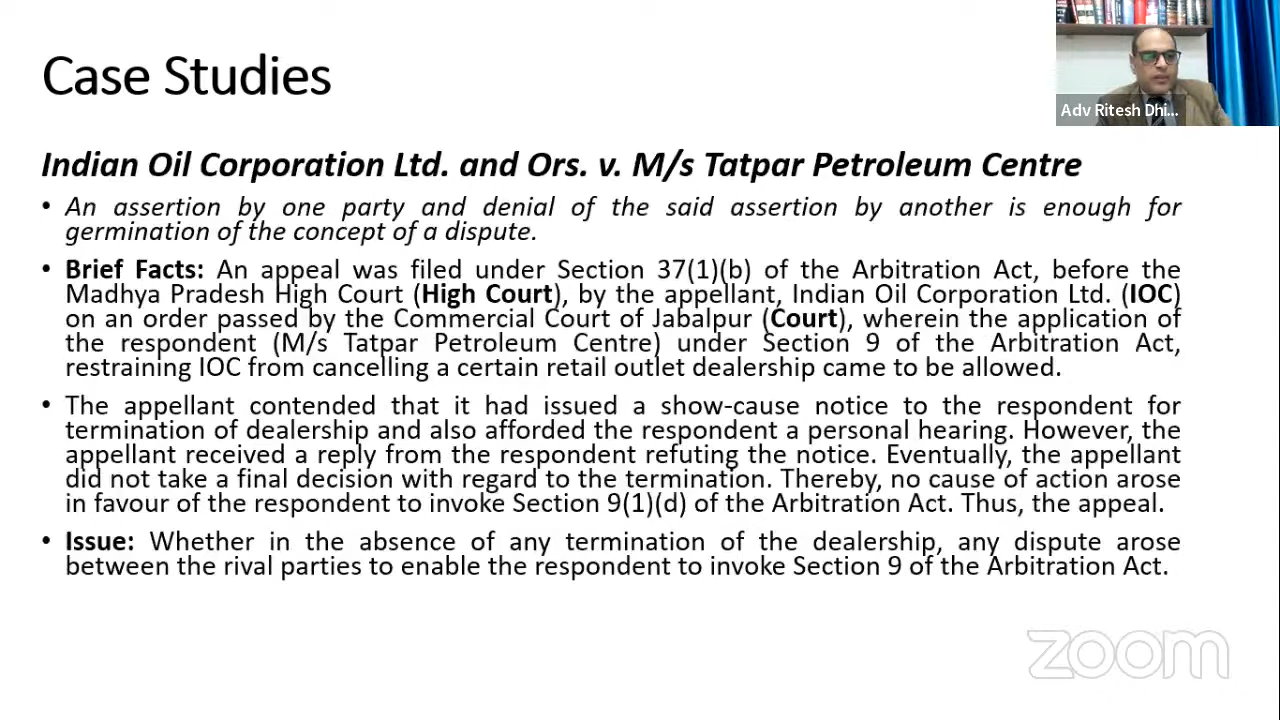 Case Studies
Adv Ritesh Dhi...
Indian Oil Corporation Ltd. and Ors. v. M/s Tatpar Petroleum Centre
• An assertion by one party and denial of the said assertion by another is enough for
germination of the concept of a dispute.
• Brief Facts: An appeal was filed under Section 37(1)(b) of the Arbitration Act, before the
Madhya Pradesh High Court (High Court), by the appellant, Indian Oil Corporation Ltd. (IOC)
on an order passed by the Commercial Court of Jabalpur (Court), wherein the application of
the respondent (M/s Tatpar Petroleum Centre) under Section 9 of the Arbitration Act,
restraining IOC from cancelling a certain retail outlet dealership came to be allowed.
• The appellant contended that it had issued a show-cause notice to the respondent for
termination of dealership and also afforded the respondent a personal hearing. However, the
appellant received a reply from the respondent refuting the notice. Eventually, the appellant
did not take a final decision with regard to the termination. Thereby, no cause of action arose
in favour of the respondent to invoke Section 9(1)(d) of the Arbitration Act. Thus, the appeal.
• Issue: Whether in the absence of any termination of the dealership, any dispute arose
between the rival parties to enable the respondent to invoke Section 9 of the Arbitration Act.
zoom